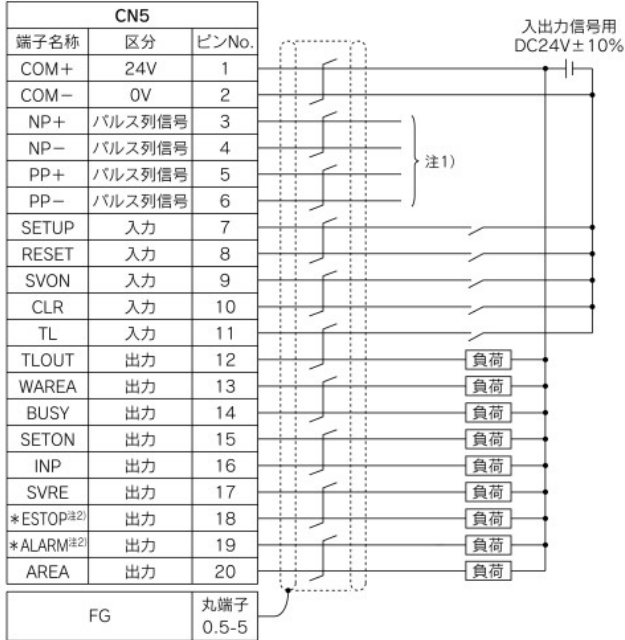 CN5
入出力信号用
DC24V±10%
端子名称 区分 ピンNo.
COM+ 24V 1
COM− 0V 2
NP+ パルス列信号 3
NP− パルス列信号 4
PP+ パルス列信号 5
PP− パルス列信号 6
注1)
SETUP 入力 7
RESET 入力 8
SVON 入力 9
CLR 入力 10
TL 入力 11
TLOUT 出力 12 負荷
WAREA 出力 13 負荷
BUSY 出力 14 負荷
SETON 出力 15 負荷
INP 出力 16 負荷
SVRE 出力 17 負荷
*ESTOP注2) 出力 18 負荷
*ALARM注2) 出力 19 負荷
AREA 出力 20 負荷
FG 丸端子
0.5-5